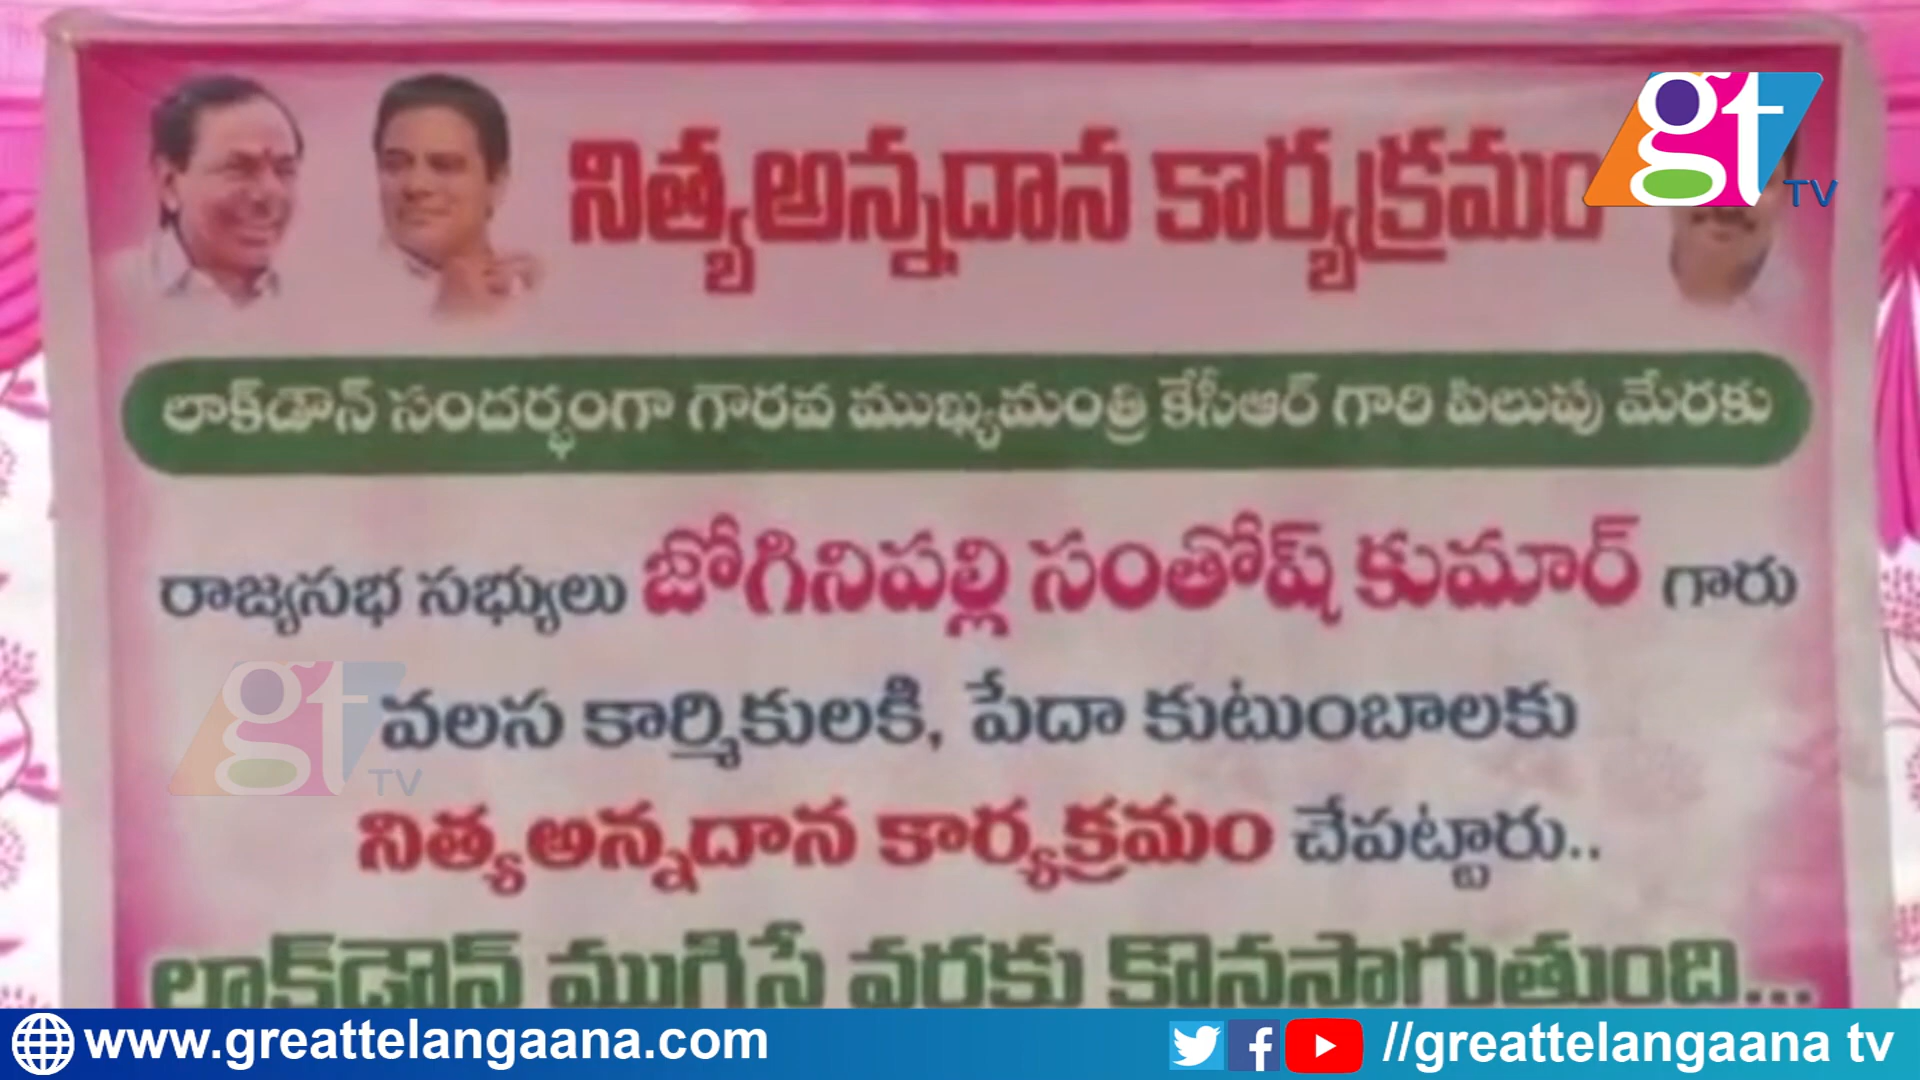 నిత్య అన్నదాన కార్యక్రమం
gt TV
లాక్‌డౌన్ సందర్భంగా గౌరవ ముఖ్యమంత్రి కేసీఆర్ గారి పిలుపు మేరకు
రాజ్యసభ సభ్యులు జోగినిపల్లి సంతోష్ కుమార్ గారు
వలస కార్మికులకి, పేదా కుటుంబాలకు
gt TV
నిత్య అన్నదాన కార్యక్రమం చేపట్టారు..
లాక్‌డౌన్ ముగిసే వరకు కొనసాగుతుంది...
www.greattelangaana.com
//greattelangaana tv